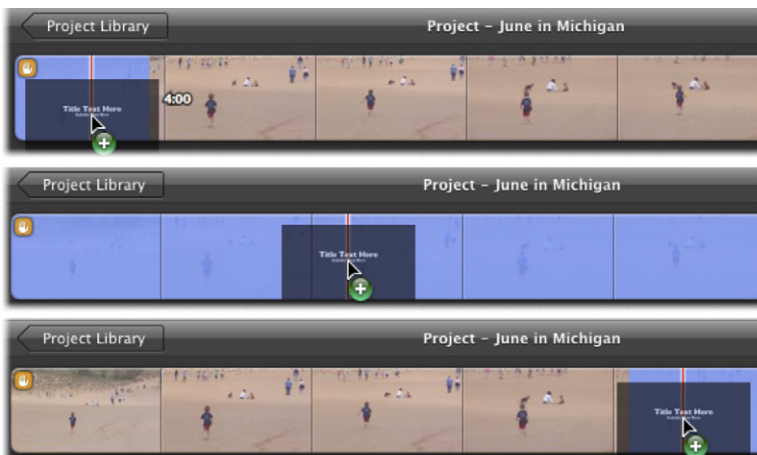 Project Library
Project – June in Michigan
4:00
Title Text Here
Project Library
Project – June in Michigan
Title Text Here
Project Library
Project – June in Michigan
Title Text Here